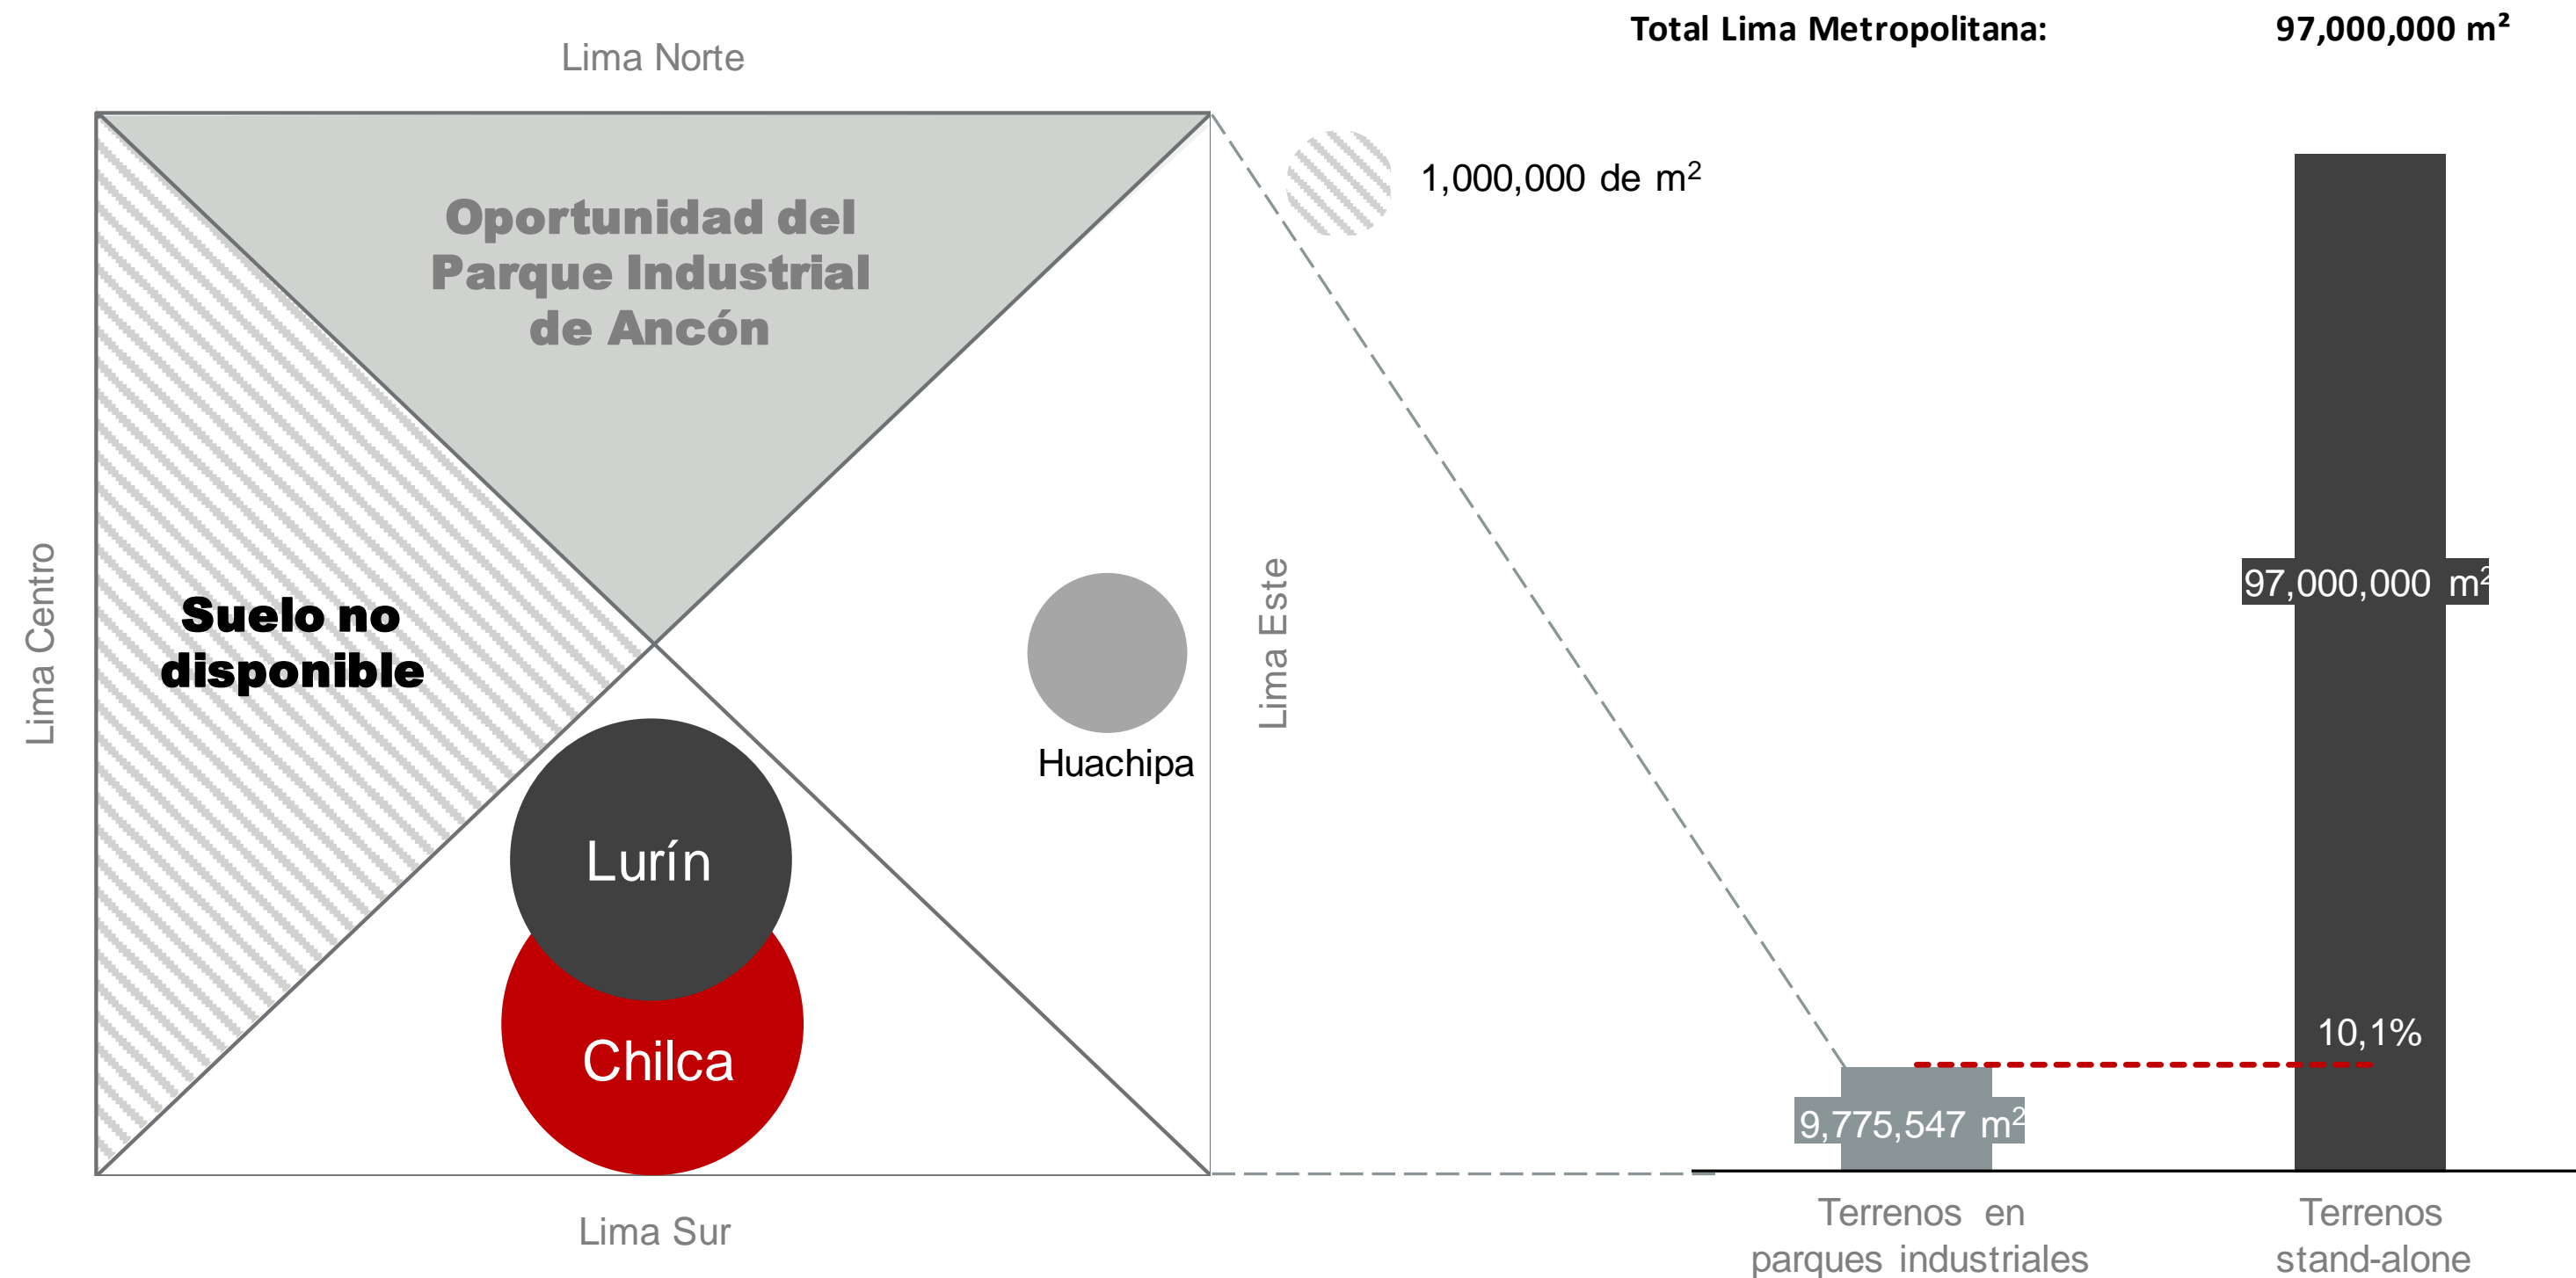 Total Lima Metropolitana: 97,000,000 m²
Lima Norte
1,000,000 de m²
Oportunidad del
Parque Industrial
de Ancón
Lima Centro
Suelo no
disponible
Lima Este
Huachipa
97,000,000 m²
Lurín
Chilca
10,1%
9,775,547 m²
Lima Sur
Terrenos en
parques industriales
Terrenos
stand-alone